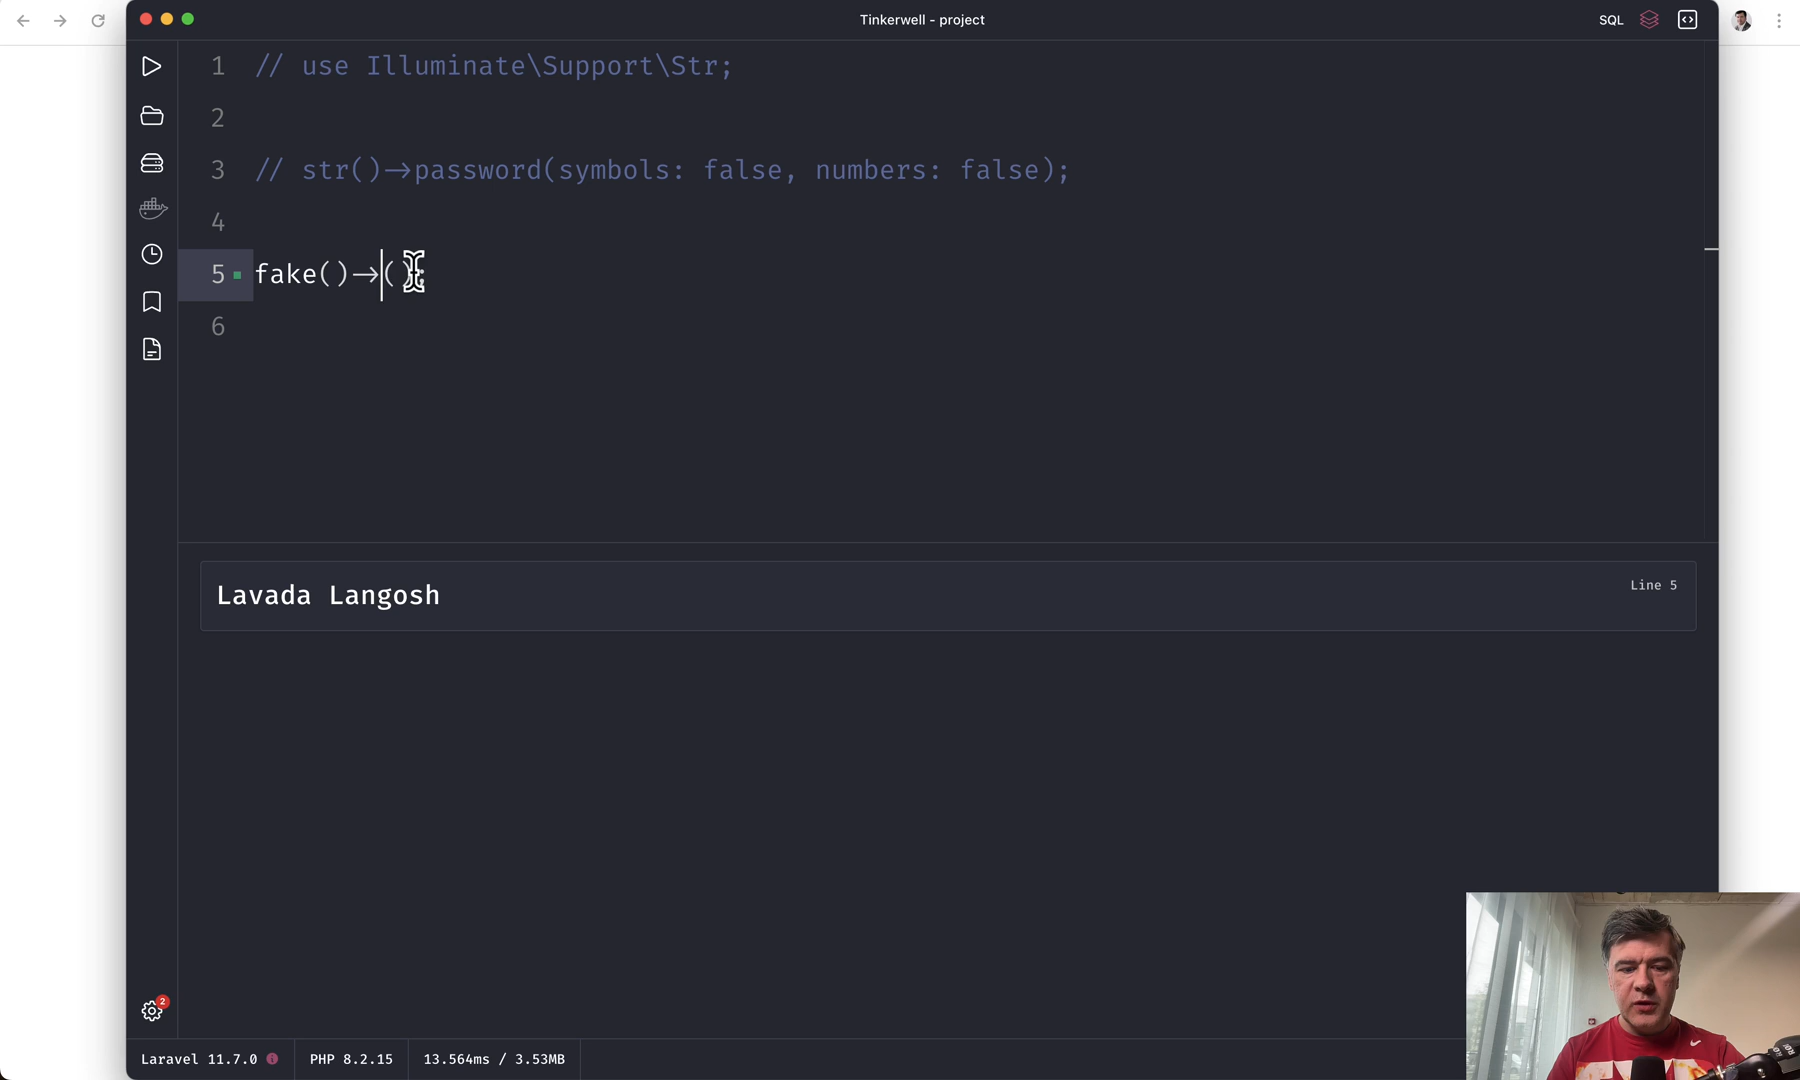 Tinkerwell - project
SQL
1 // use Illuminate\Support\Str;
2
3 // str()->password(symbols: false, numbers: false);
4
5 fake()->();
6
Lavada Langosh
Line 5
2
Laravel 11.7.0
PHP 8.2.15
13.564ms / 3.53MB